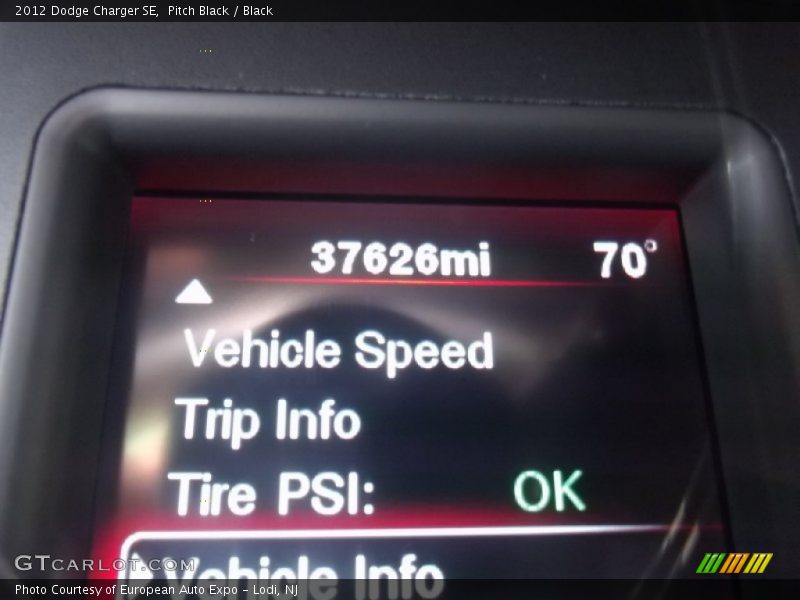 2012 Dodge Charger SE, Pitch Black / Black
37626mi 70°
Vehicle Speed
Trip Info
Tire PSI: OK
Vehicle Info
GTCARLOT.COM
Photo Courtesy of European Auto Expo - Lodi, NJ